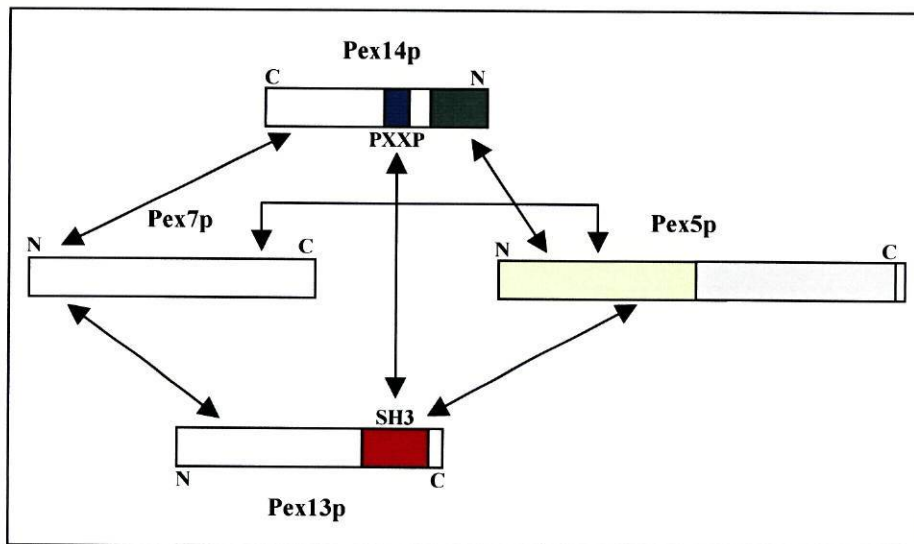 Pex14p
C N
PXXP
Pex7p
N C
Pex5p
N C
SH3
N C
Pex13p